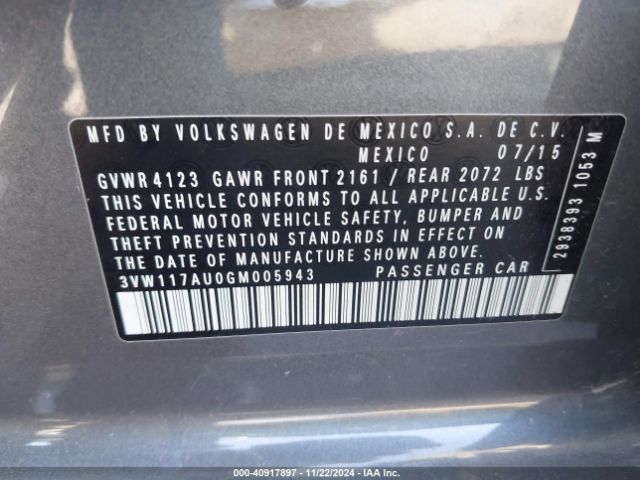 MFD BY VOLKSWAGEN DE MEXICO S.A. DE C.V.
MEXICO 07/15
GVWR 4123 GAWR FRONT 2161 / REAR 2072 LBS
THIS VEHICLE CONFORMS TO ALL APPLICABLE U.S.
FEDERAL MOTOR VEHICLE SAFETY, BUMPER AND
THEFT PREVENTION STANDARDS IN EFFECT ON
THE DATE OF MANUFACTURE SHOWN ABOVE.
3VW117AU0GM005943 PASSENGER CAR
2938393 1053 M
000-40917897 - 11/22/2024 - IAA Inc.